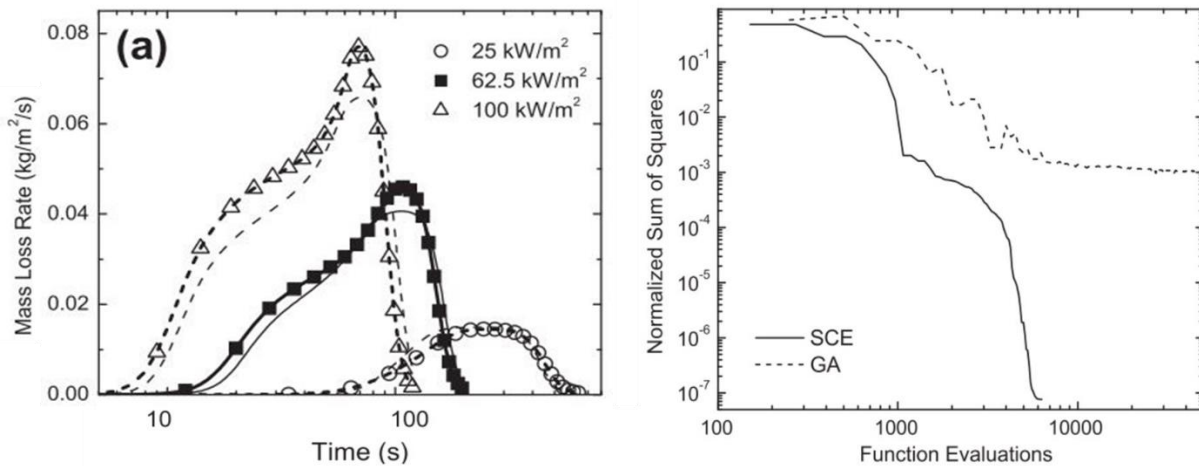 (a)
25 kW/m²
62.5 kW/m²
100 kW/m²
0.08
0.06
0.04
0.02
0.00
Mass Loss Rate (kg/m²/s)
10
100
Time (s)
10⁻¹
10⁻²
10⁻³
10⁻⁴
10⁻⁵
10⁻⁶
10⁻⁷
Normalized Sum of Squares
SCE
GA
100
1000
10000
Function Evaluations